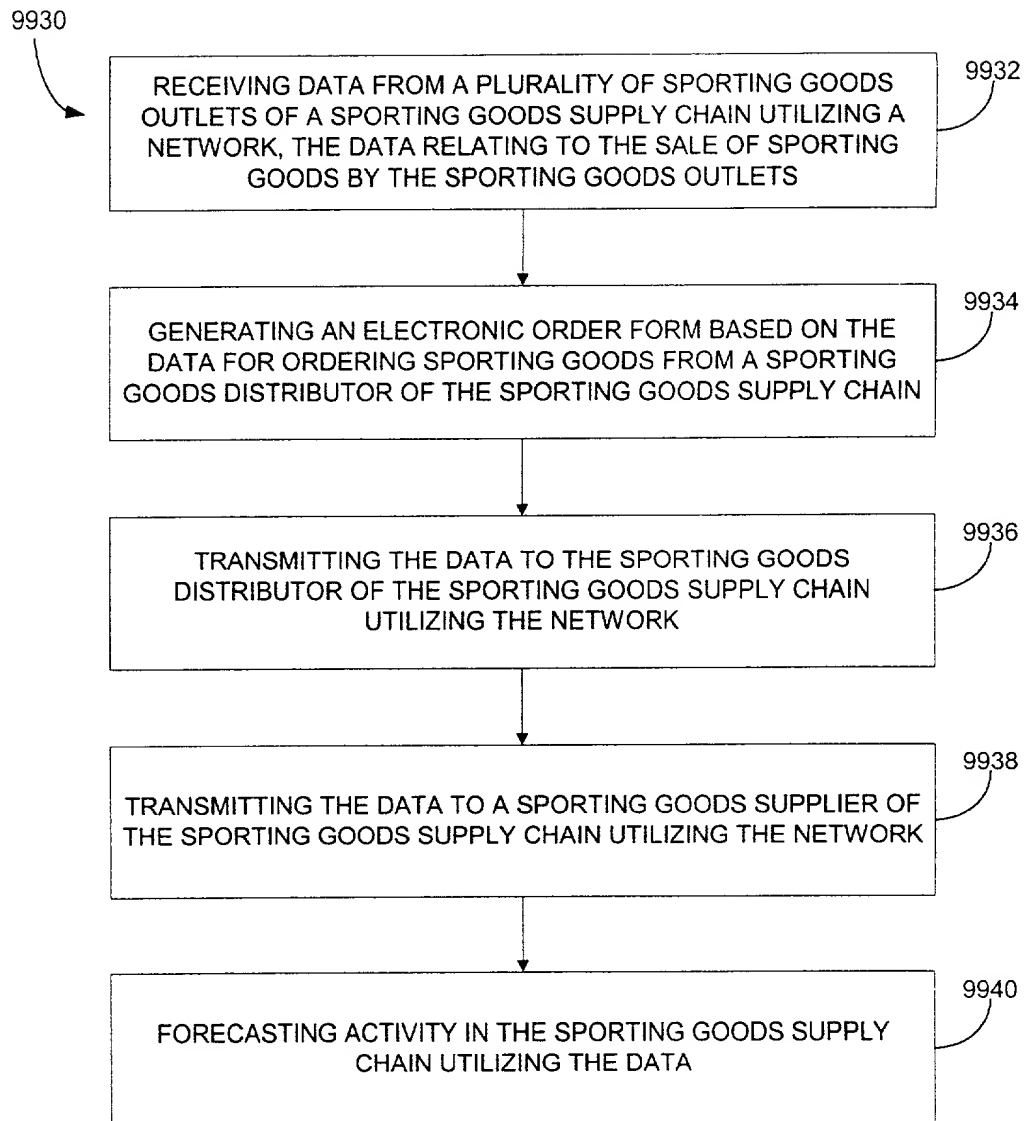 9930
RECEIVING DATA FROM A PLURALITY OF SPORTING GOODS
OUTLETS OF A SPORTING GOODS SUPPLY CHAIN UTILIZING A
NETWORK, THE DATA RELATING TO THE SALE OF SPORTING
GOODS BY THE SPORTING GOODS OUTLETS
9932
GENERATING AN ELECTRONIC ORDER FORM BASED ON THE
DATA FOR ORDERING SPORTING GOODS FROM A SPORTING
GOODS DISTRIBUTOR OF THE SPORTING GOODS SUPPLY CHAIN
9934
TRANSMITTING THE DATA TO THE SPORTING GOODS
DISTRIBUTOR OF THE SPORTING GOODS SUPPLY CHAIN
UTILIZING THE NETWORK
9936
TRANSMITTING THE DATA TO A SPORTING GOODS SUPPLIER OF
THE SPORTING GOODS SUPPLY CHAIN UTILIZING THE NETWORK
9938
FORECASTING ACTIVITY IN THE SPORTING GOODS SUPPLY
CHAIN UTILIZING THE DATA
9940